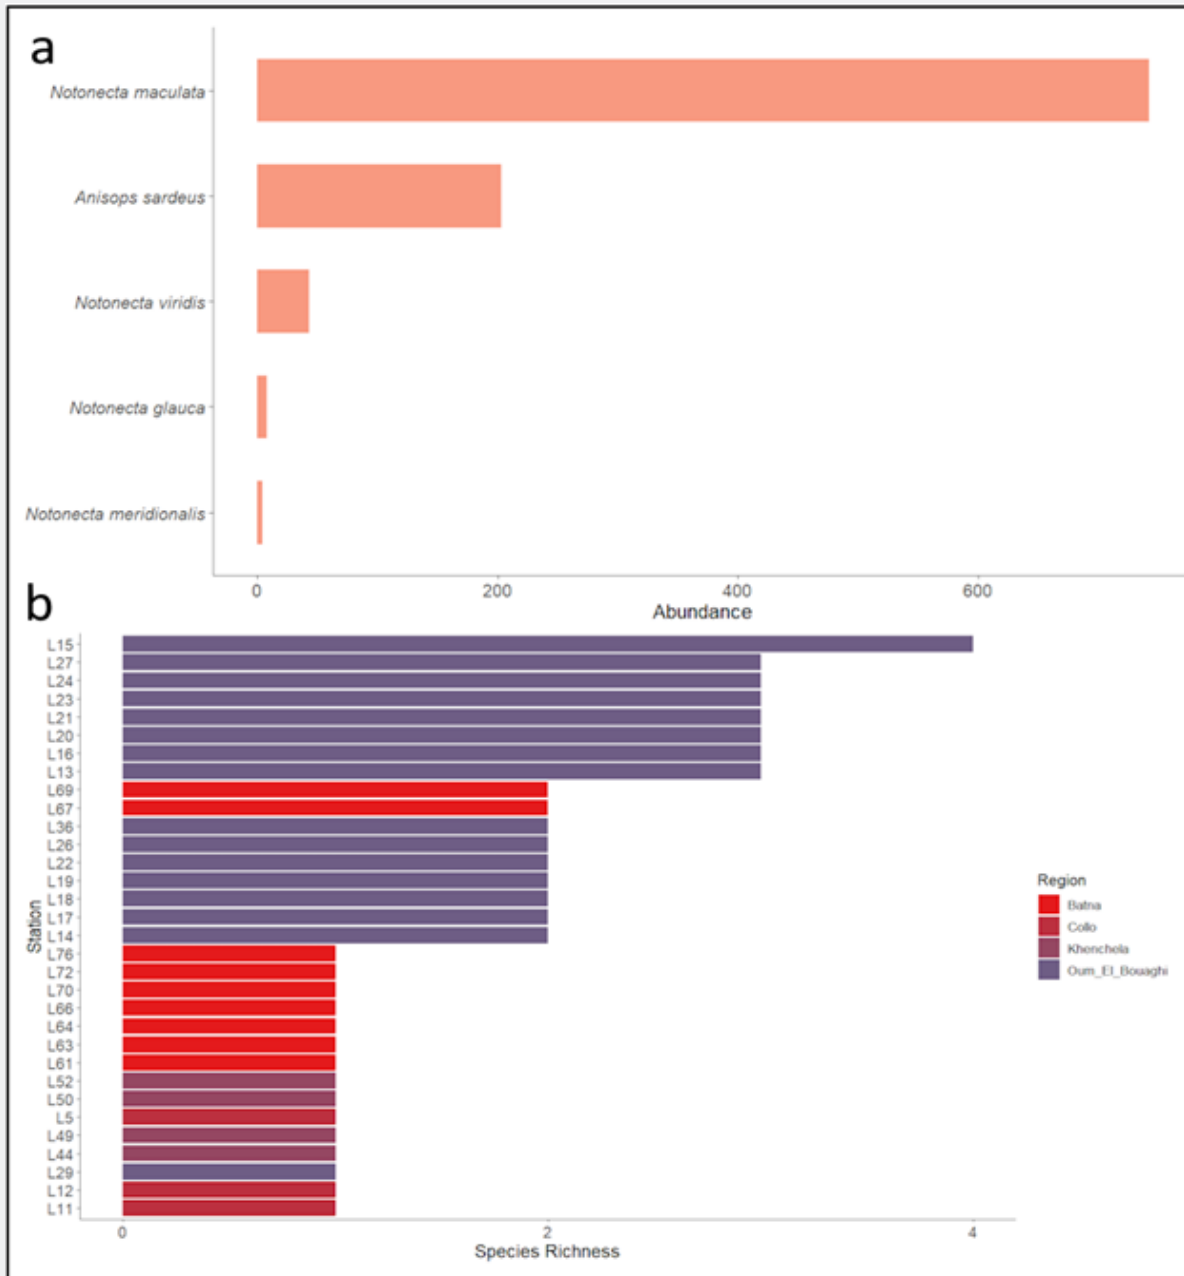 a
Notonecta maculata
Anisops sardeus
Notonecta viridis
Notonecta glauca
Notonecta meridionalis
0 200 400 600
Abundance
b
L15
L27
L24
L23
L21
L20
L16
L13
L69
L67
L36
L26
L22
L19
L18
L17
L14
L76
L72
L70
L66
L64
L63
L61
L52
L50
L5
L49
L44
L29
L12
L11
Station
0 2 4
Species Richness
Region
Batna
Collo
Khenchela
Oum_El_Bouaghi